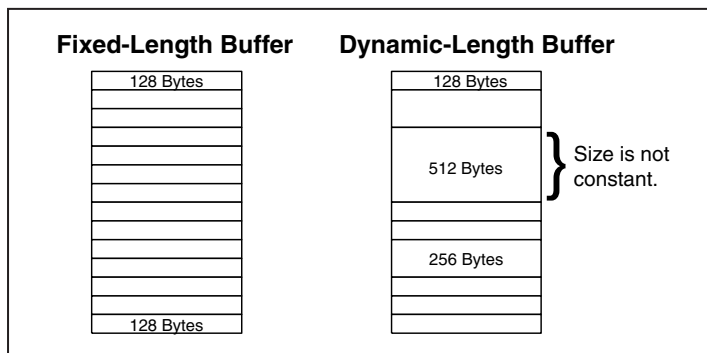 Fixed-Length Buffer
128 Bytes
128 Bytes
Dynamic-Length Buffer
128 Bytes
512 Bytes
256 Bytes
Size is not
constant.